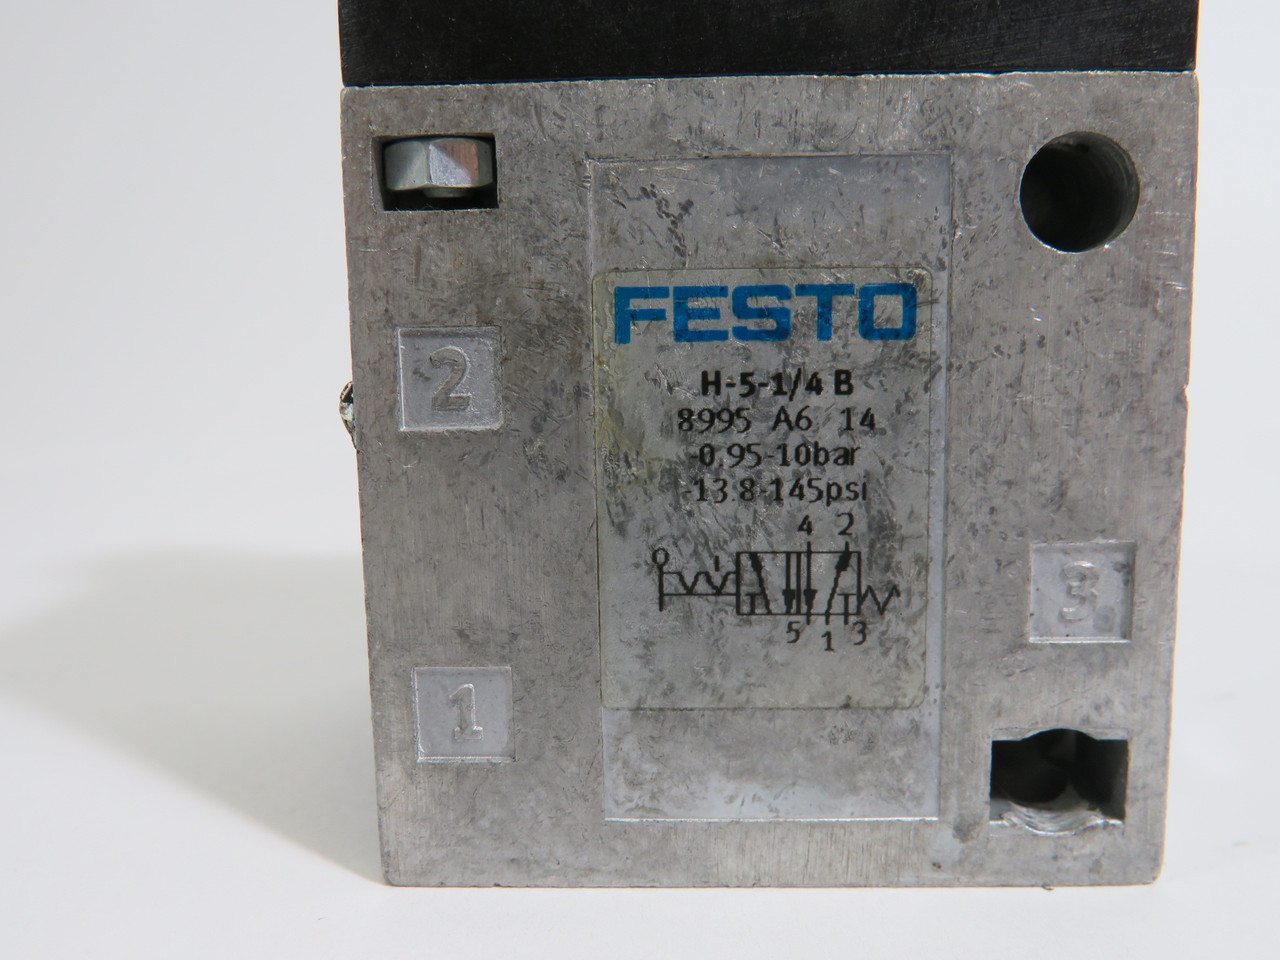 FESTO
H-5-1/4 B
8995 A6 14
-0,95-10bar
-13.8-145psi
4 2
5 1 3
2
1
3